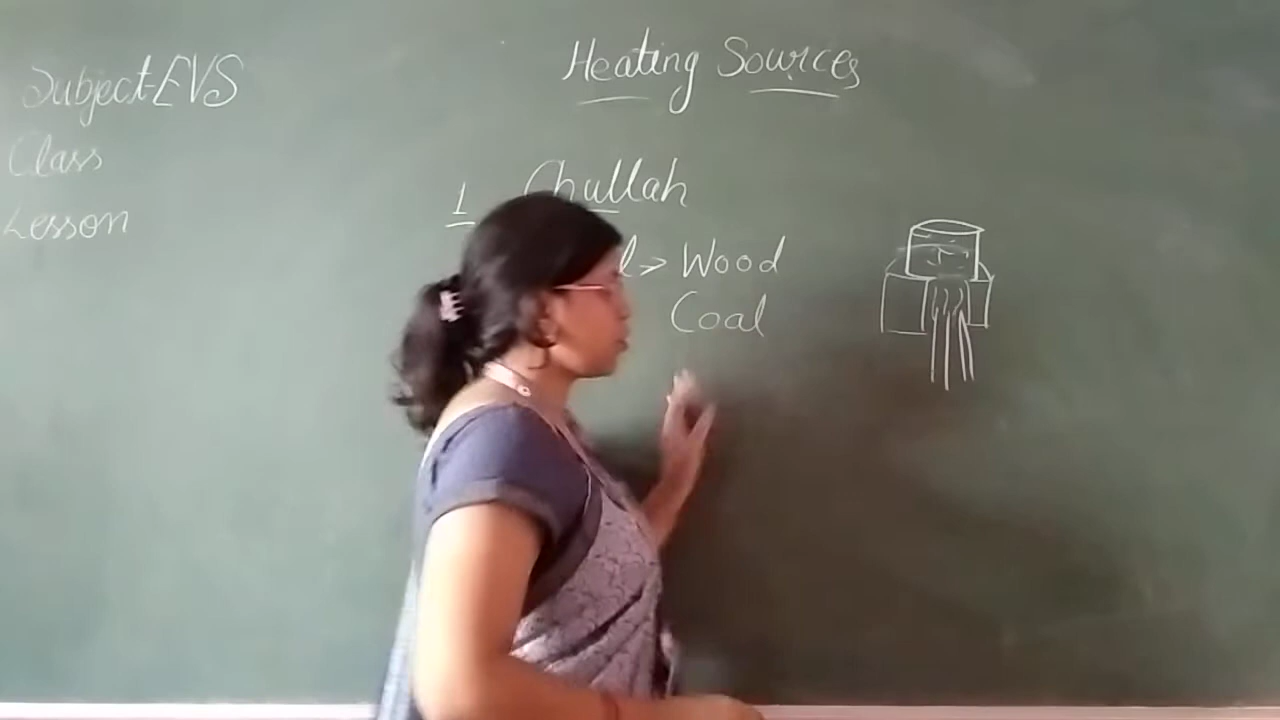 Subject-EVS
Class
Lesson
Heating Sources
1 Chullah
→ Wood
Coal